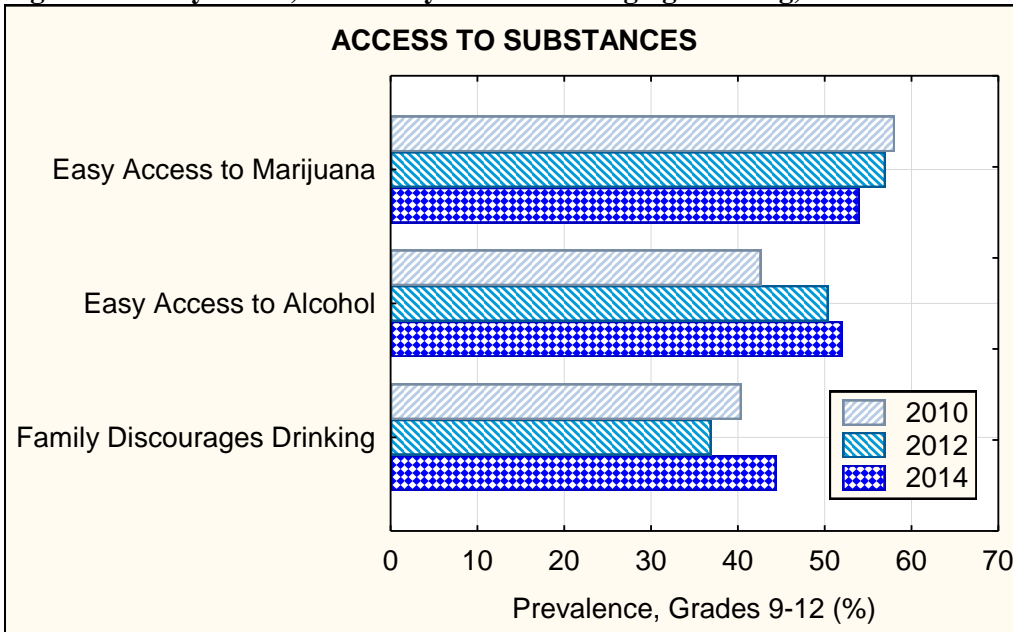 ACCESS TO SUBSTANCES
Easy Access to Marijuana
Easy Access to Alcohol
Family Discourages Drinking
2010
2012
2014
0 10 20 30 40 50 60 70
Prevalence, Grades 9-12 (%)